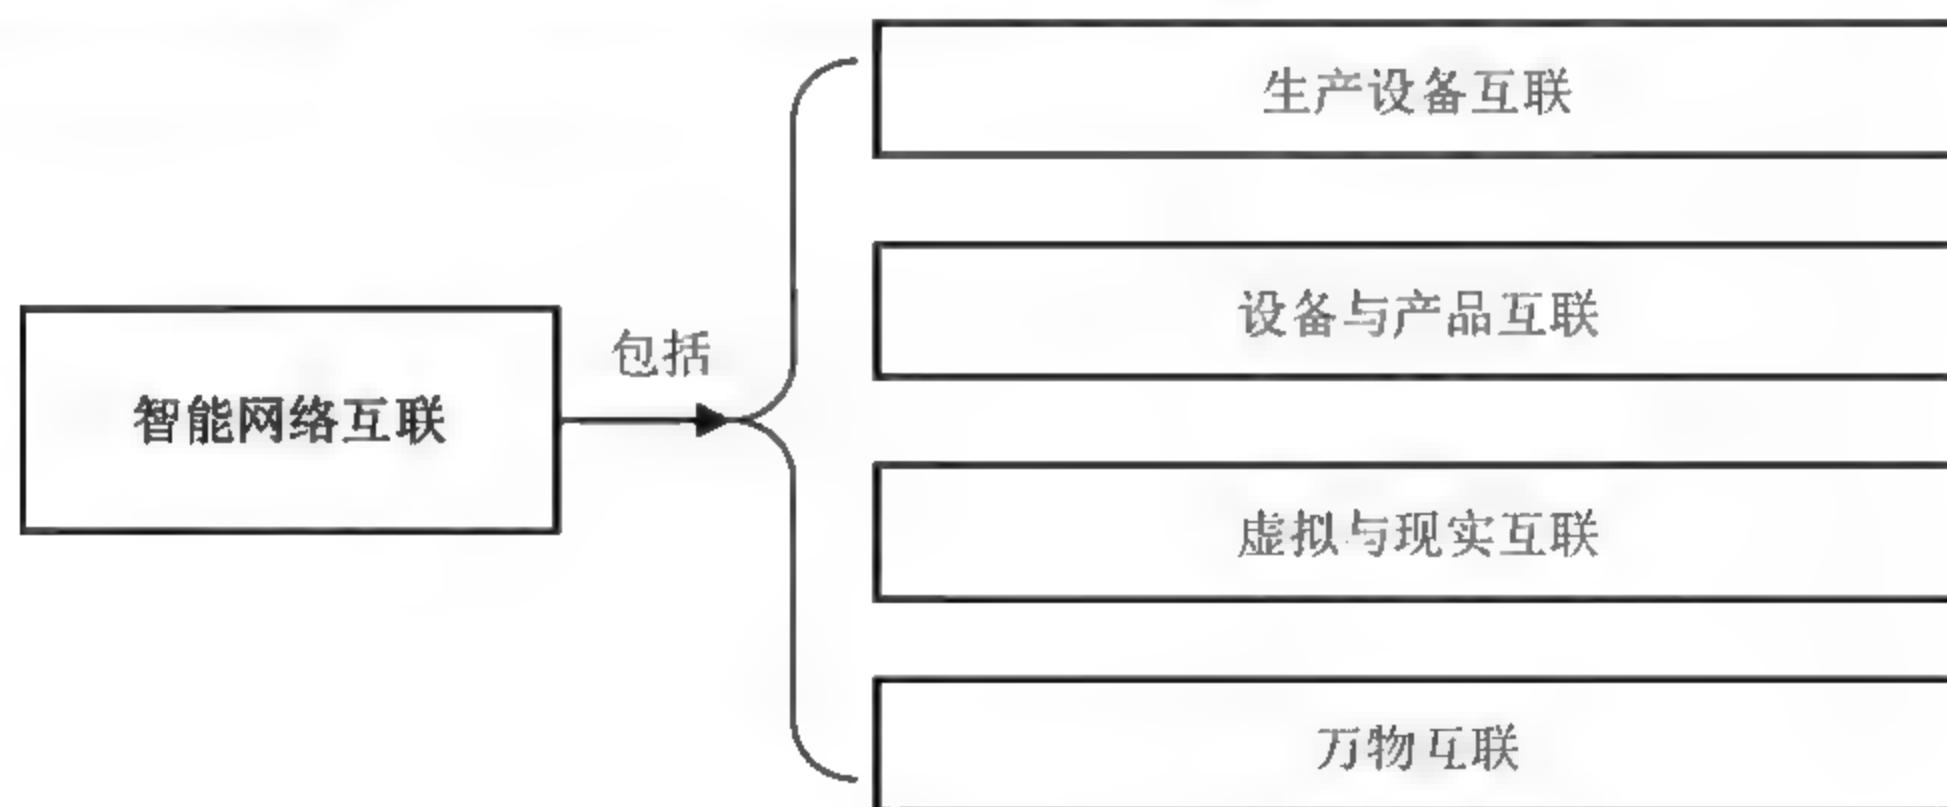 智能网络互联
包括
生产设备互联
设备与产品互联
虚拟与现实互联
万物互联